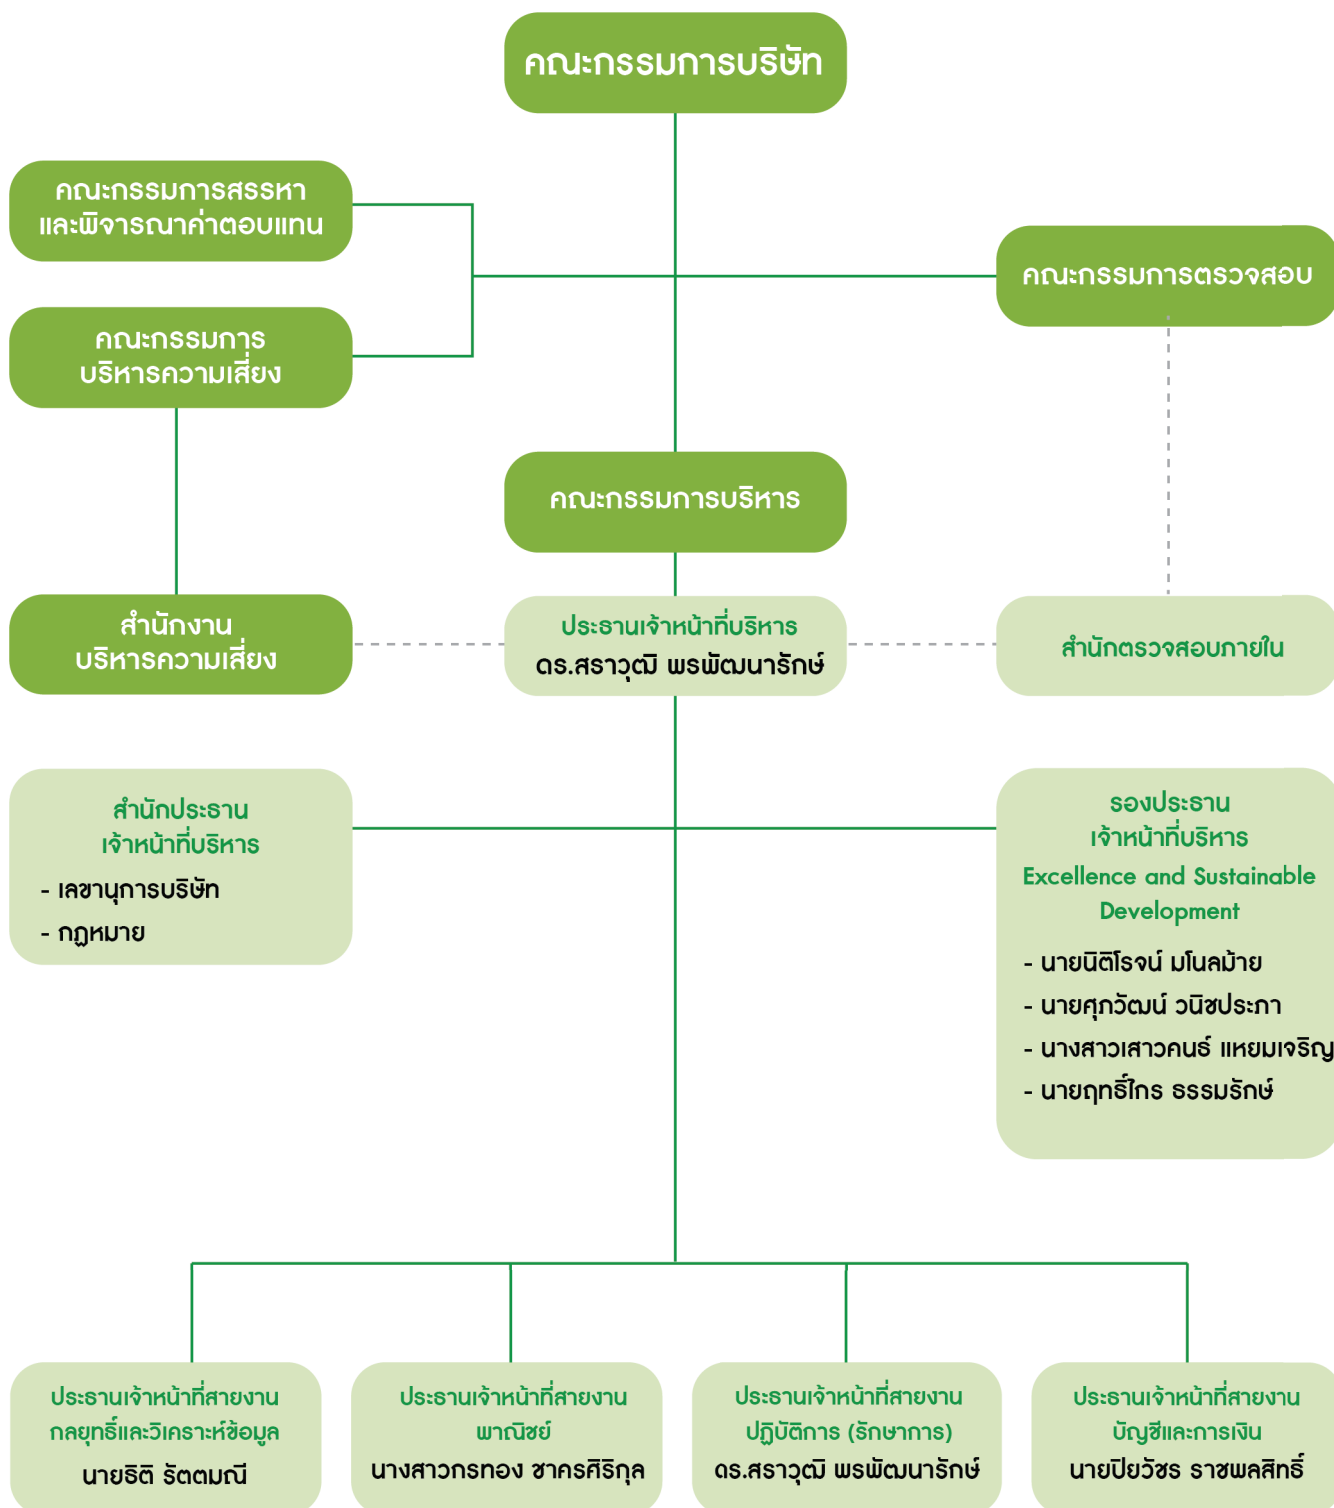 คณะกรรมการบริษัท
คณะกรรมการสรรหา
และพิจารณาค่าตอบแทน
คณะกรรมการตรวจสอบ
คณะกรรมการ
บริหารความเสี่ยง
คณะกรรมการบริหาร
สำนักงาน
บริหารความเสี่ยง
ประธานเจ้าหน้าที่บริหาร
ดร.สราวุฒิ พรพัฒนารักษ์
สำนักตรวจสอบภายใน
สำนักประธาน
เจ้าหน้าที่บริหาร
- เลขานุการบริษัท
- กฎหมาย
รองประธาน
เจ้าหน้าที่บริหาร
Excellence and Sustainable
Development
- นายนิติโรจน์ มโนลม้าย
- นายศุภวัฒน์ วนิชประภา
- นางสาวเสาวคนธ์ แหยมเจริญ
- นายฤทธิ์ไกร ธรรมรักษ์
ประธานเจ้าหน้าที่สายงาน
กลยุทธิ์และวิเคราะห์ข้อมูล
นายธิติ รัตตมณี
ประธานเจ้าหน้าที่สายงาน
พาณิชย์
นางสาวกรทอง ชาครศิริกุล
ประธานเจ้าหน้าที่สายงาน
ปฏิบัติการ (รักษาการ)
ดร.สราวุฒิ พรพัฒนารักษ์
ประธานเจ้าหน้าที่สายงาน
บัญชีและการเงิน
นายปิยวัชร ราชพลสิทธิ์